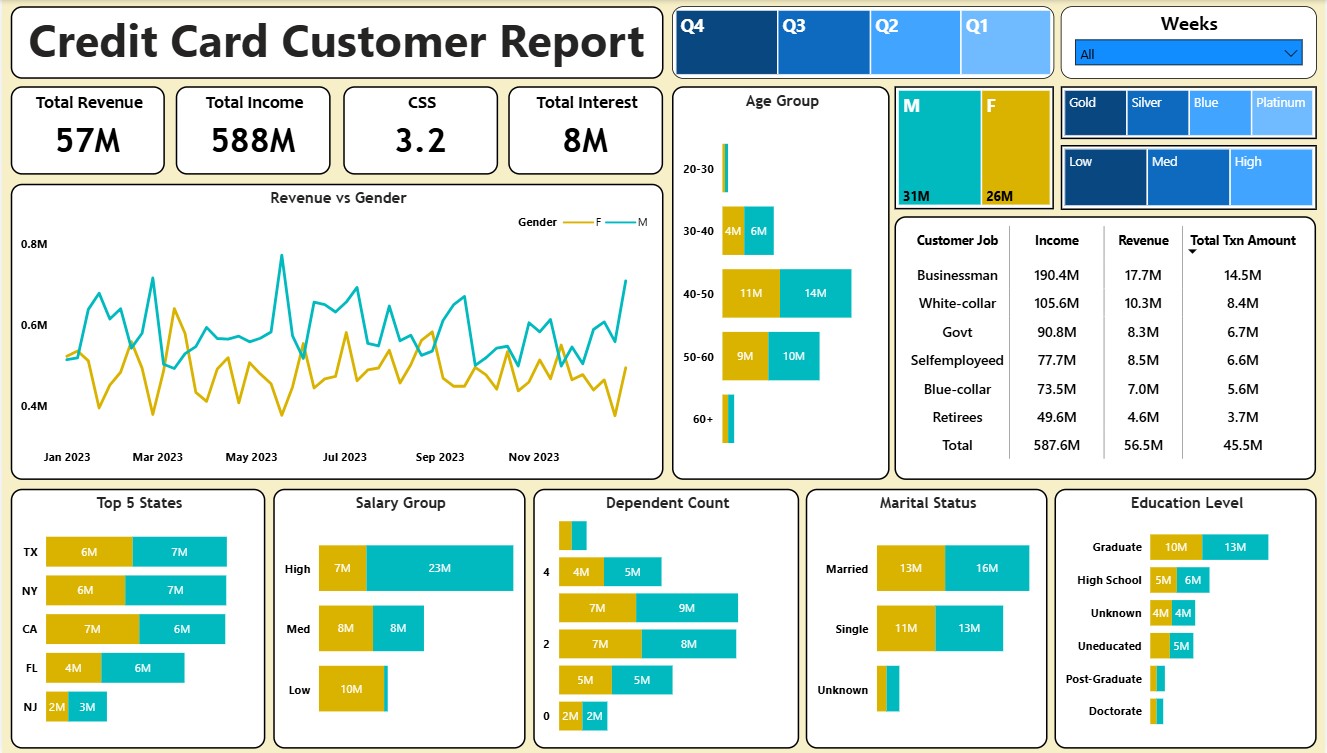 Credit Card Customer Report
Q4 Q3 Q2 Q1
Weeks
All
Total Revenue
57M
Total Income
588M
CSS
3.2
Total Interest
8M
Revenue vs Gender
Gender F M
0.8M
0.6M
0.4M
Jan 2023 Mar 2023 May 2023 Jul 2023 Sep 2023 Nov 2023
Age Group
20-30
30-40 4M 6M
40-50 11M 14M
50-60 9M 10M
60+
M F
31M 26M
Gold Silver Blue Platinum
Low Med High
Customer Job Income Revenue Total Txn Amount
Businessman 190.4M 17.7M 14.5M
White-collar 105.6M 10.3M 8.4M
Govt 90.8M 8.3M 6.7M
Selfemployeed 77.7M 8.5M 6.6M
Blue-collar 73.5M 7.0M 5.6M
Retirees 49.6M 4.6M 3.7M
Total 587.6M 56.5M 45.5M
Top 5 States
TX 6M 7M
NY 6M 7M
CA 7M 6M
FL 4M 6M
NJ 2M 3M
Salary Group
High 7M 23M
Med 8M 8M
Low 10M
Dependent Count
4 4M 5M
7M 9M
2 7M 8M
5M 5M
0 2M 2M
Marital Status
Married 13M 16M
Single 11M 13M
Unknown
Education Level
Graduate 10M 13M
High School 5M 6M
Unknown 4M 4M
Uneducated 5M
Post-Graduate
Doctorate